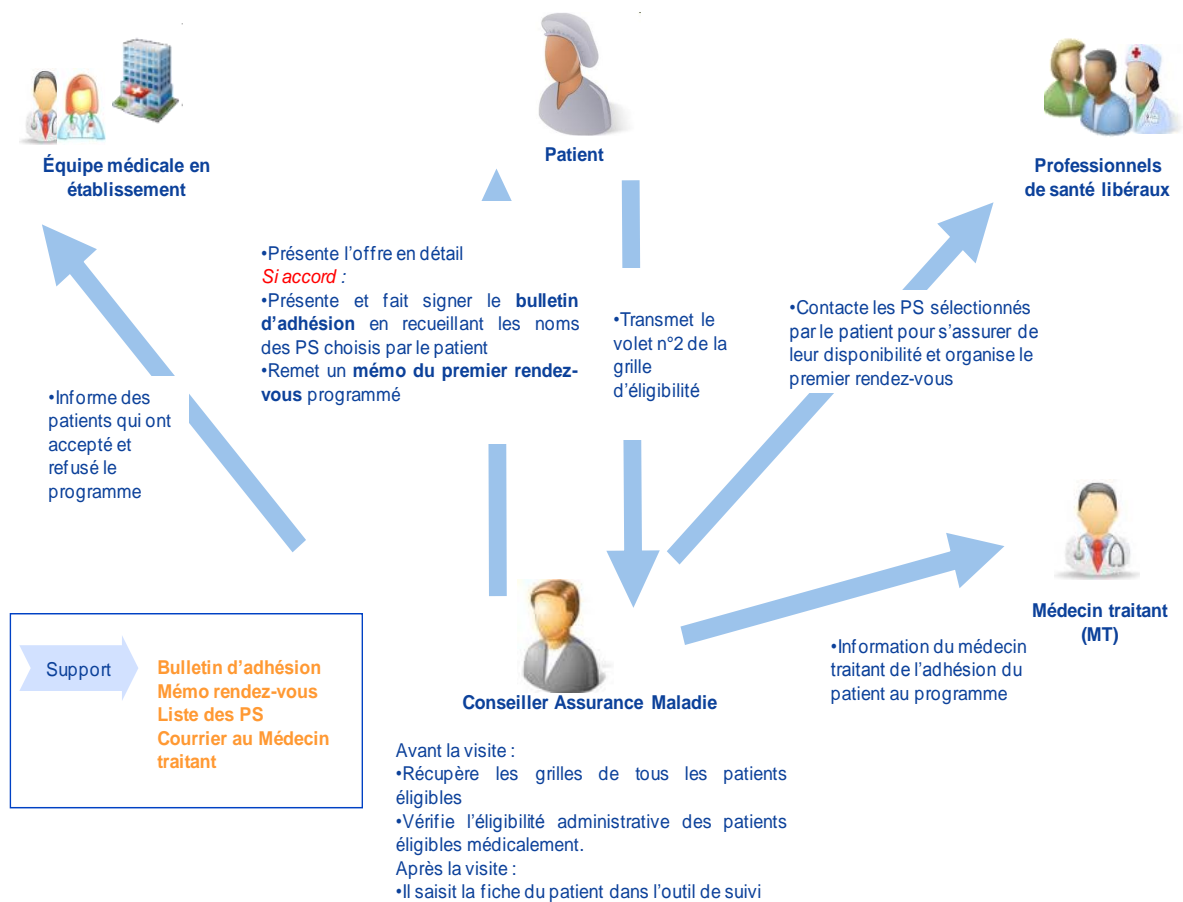 Équipe médicale en
établissement
Patient
Professionnels
de santé libéraux
•Présente l'offre en détail
Si accord :
•Présente et fait signer le bulletin
d'adhésion en recueillant les noms
des PS choisis par le patient
•Remet un mémo du premier rendez-
vous programmé
•Transmet le
volet n°2 de la
grille
d'éligibilité
•Contacte les PS sélectionnés
par le patient pour s'assurer de
leur disponibilité et organise le
premier rendez-vous
•Informe des
patients qui ont
accepté et
refusé le
programme
Médecin traitant
(MT)
•Information du médecin
traitant de l'adhésion du
patient au programme
Support
Bulletin d'adhésion
Mémo rendez-vous
Liste des PS
Courrier au Médecin
traitant
Conseiller Assurance Maladie
Avant la visite :
•Récupère les grilles de tous les patients
éligibles
•Vérifie l'éligibilité administrative des patients
éligibles médicalement.
Après la visite :
•Il saisit la fiche du patient dans l'outil de suivi